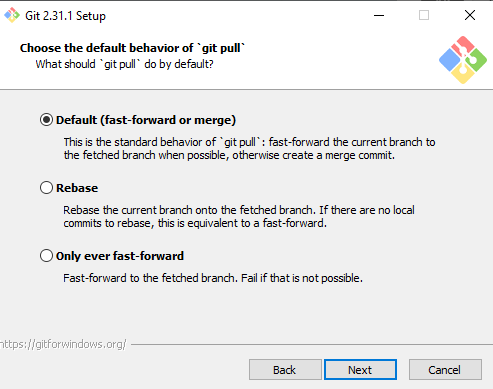 Git 2.31.1 Setup
Choose the default behavior of `git pull`
What should `git pull` do by default?
Default (fast-forward or merge)
This is the standard behavior of `git pull`: fast-forward the current branch to
the fetched branch when possible, otherwise create a merge commit.
Rebase
Rebase the current branch onto the fetched branch. If there are no local
commits to rebase, this is equivalent to a fast-forward.
Only ever fast-forward
Fast-forward to the fetched branch. Fail if that is not possible.
https://gitforwindows.org/
Back
Next
Cancel